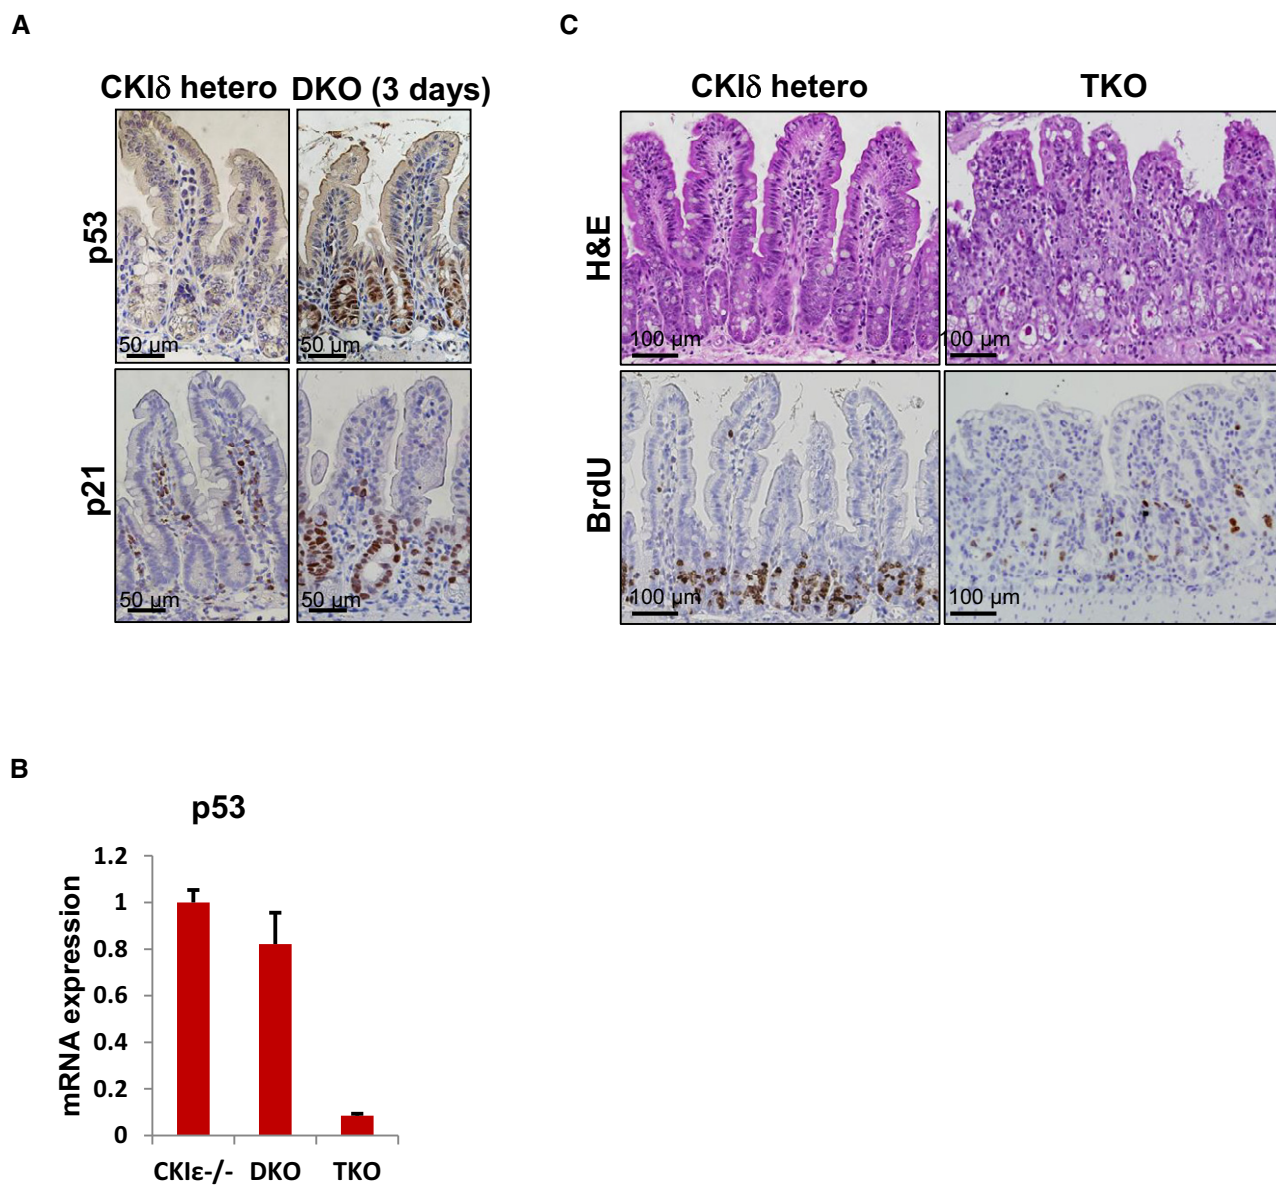 A
CKIδ hetero DKO (3 days)
p53
50 µm
50 µm
p21
50 µm
50 µm
C
CKIδ hetero TKO
H&E
100 µm
100 µm
BrdU
100 µm
100 µm
B
p53
mRNA expression
1.2
1
0.8
0.6
0.4
0.2
0
CKIε-/- DKO TKO